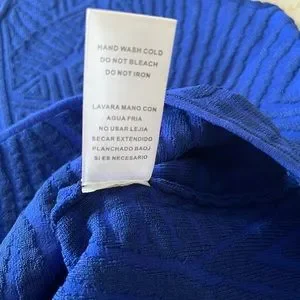 HAND WASH COLD
DO NOT BLEACH
DO NOT IRON
LAVARA MANO CON
AGUA FRIA
NO USAR LEJIA
SECAR EXTENDIDO
PLANCHADO BAOJ
SI ES NECESARIO